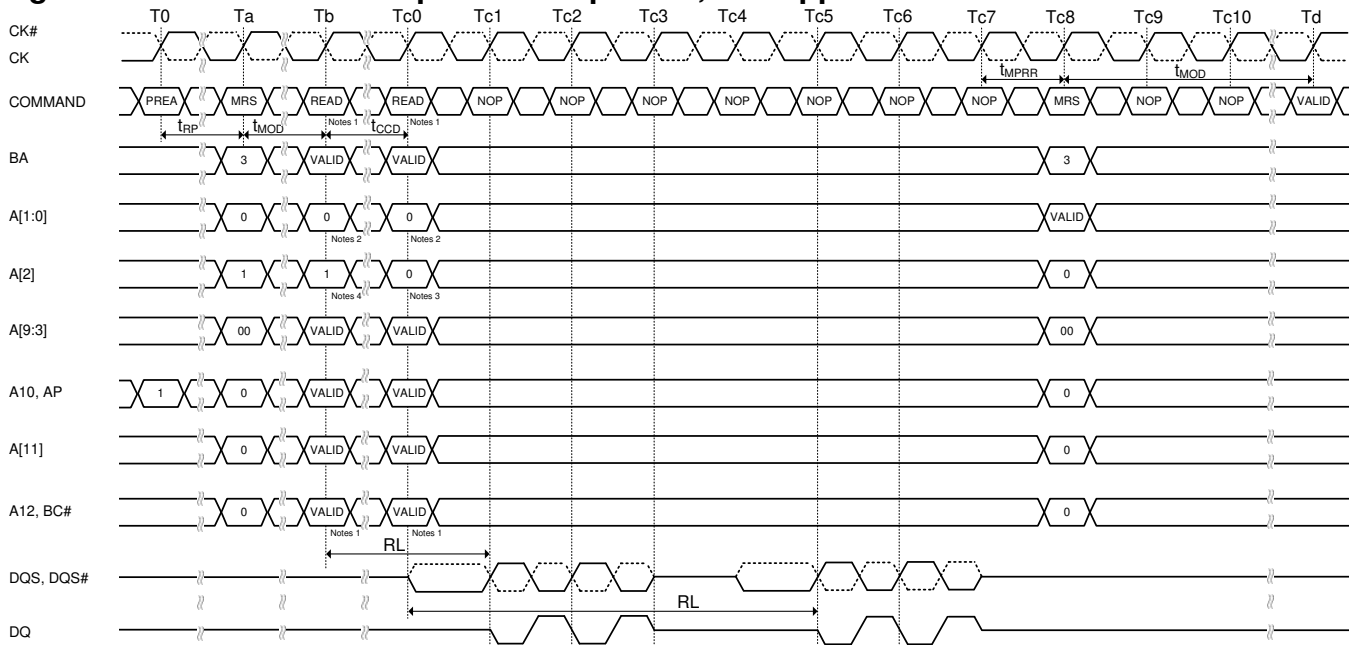 T0 Ta Tb Tc0 Tc1 Tc2 Tc3 Tc4 Tc5 Tc6 Tc7 Tc8 Tc9 Tc10 Td
CK#
CK
tMPRR tMOD
COMMAND PREA MRS READ READ NOP NOP NOP NOP NOP NOP NOP MRS NOP NOP VALID
Notes 1 Notes 1
tRP tMOD tCCD
BA 3 VALID VALID 3
A[1:0] 0 0 0 VALID
Notes 2 Notes 2
A[2] 1 1 0 0
Notes 4 Notes 3
A[9:3] 00 VALID VALID 00
A10, AP 1 0 VALID VALID 0
A[11] 0 VALID VALID 0
A12, BC# 0 VALID VALID 0
Notes 1 Notes 1
RL
DQS, DQS#
RL
DQ